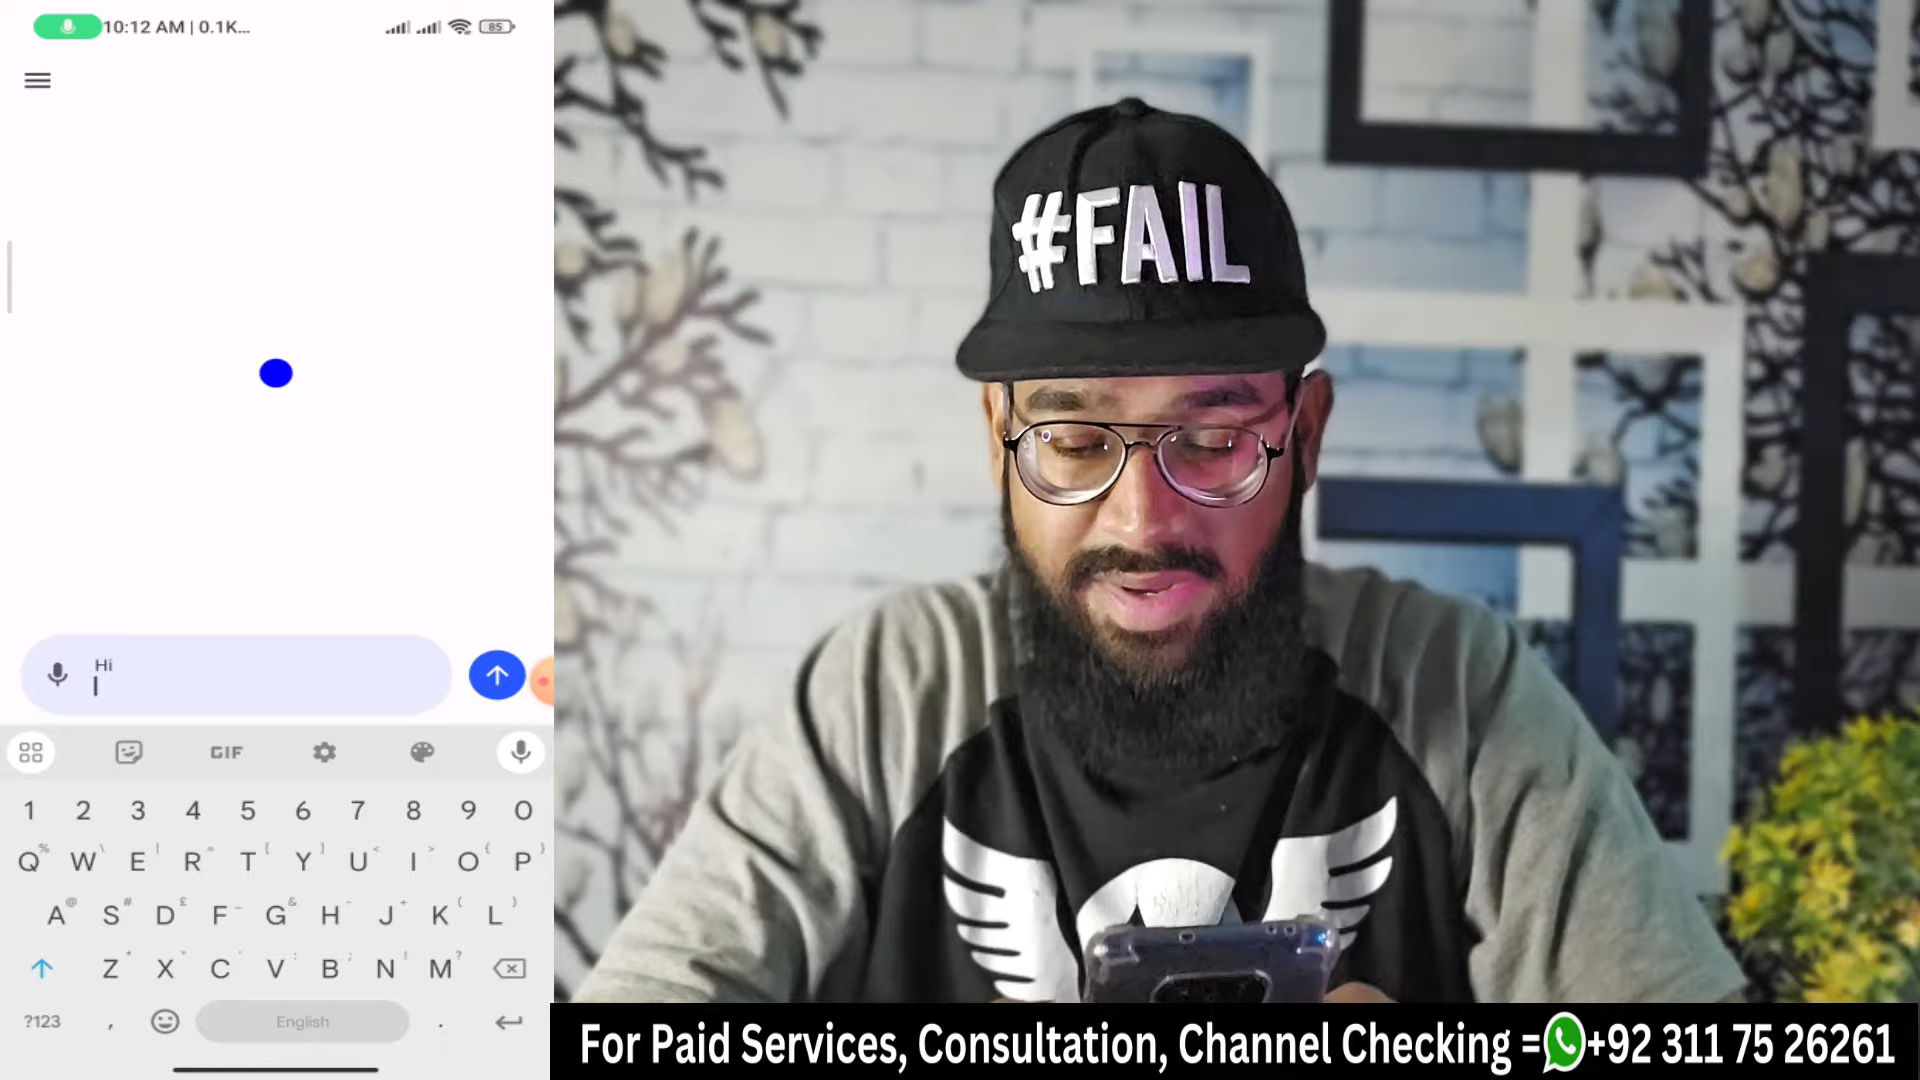 10:12 AM | 0.1K...
85
Hi
GIF
1 2 3 4 5 6 7 8 9 0
Q W E R T Y U I O P
A S D F G H J K L
Z X C V B N M
?123 , English .
#FAIL
For Paid Services, Consultation, Channel Checking = +92 311 75 26261